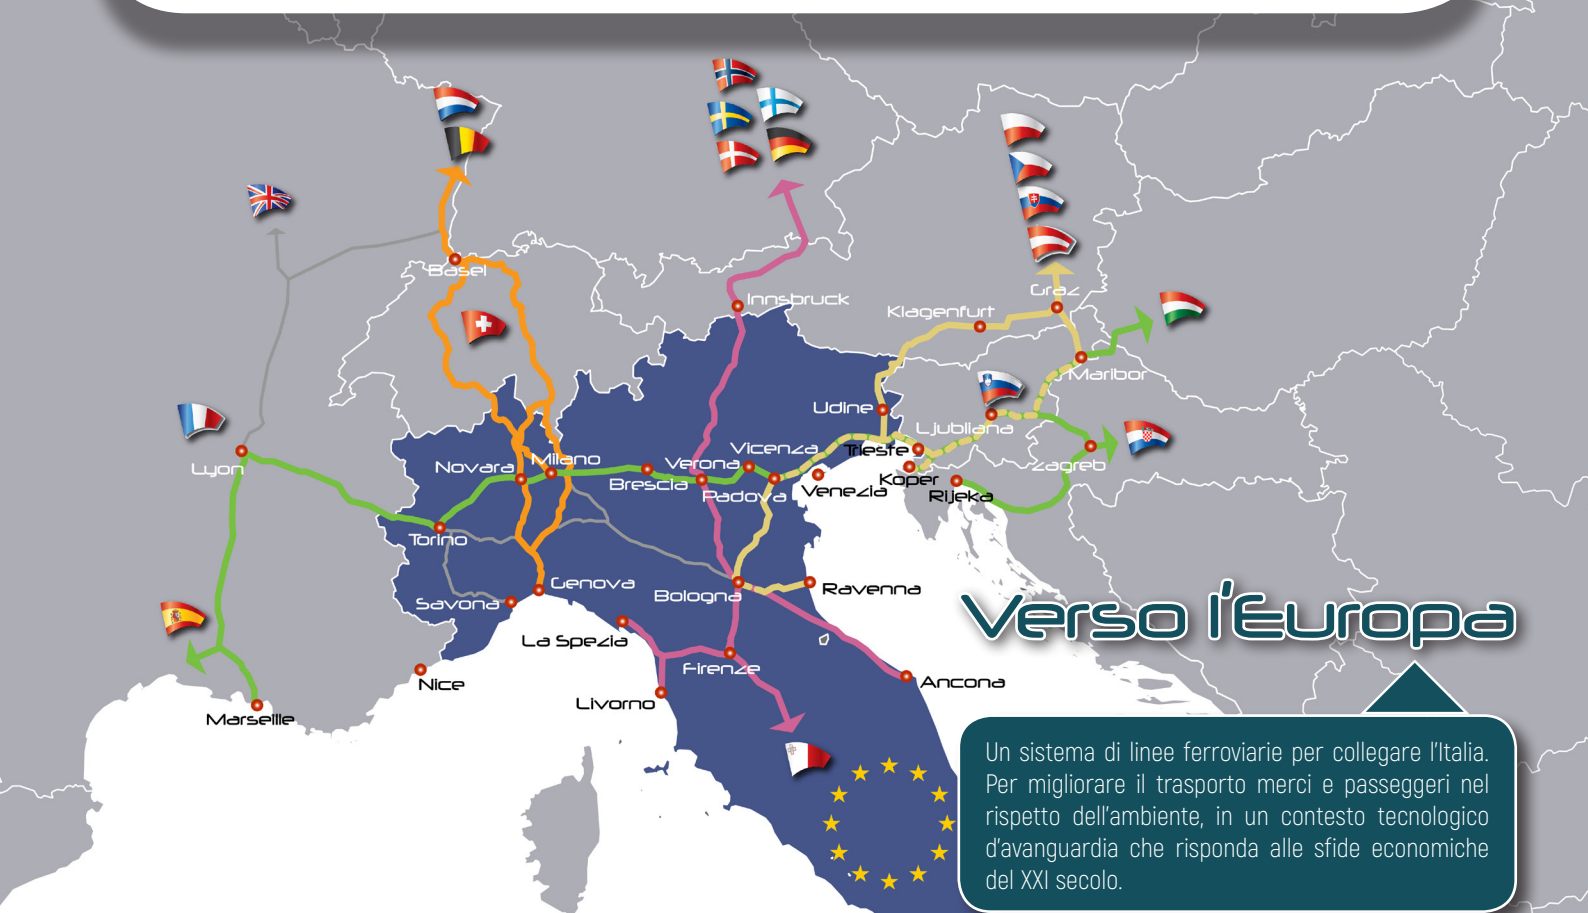 Basel
Innsbruck
Graz
Klagenfurt
Maribor
Udine
Ljubliana
Lyon
Novara
Milano
Vicenza
Trieste
Verona
Zagreb
Brescia
Padova
Venezia
Koper
Rijeka
Torino
Genova
Savona
Bologna
Ravenna
La Spezia
Firenze
Nice
Ancona
Livorno
Marseille
Verso l'Europa
Un sistema di linee ferroviarie per collegare l'Italia.
Per migliorare il trasporto merci e passeggeri nel
rispetto dell'ambiente, in un contesto tecnologico
d'avanguardia che risponda alle sfide economiche
del XXI secolo.